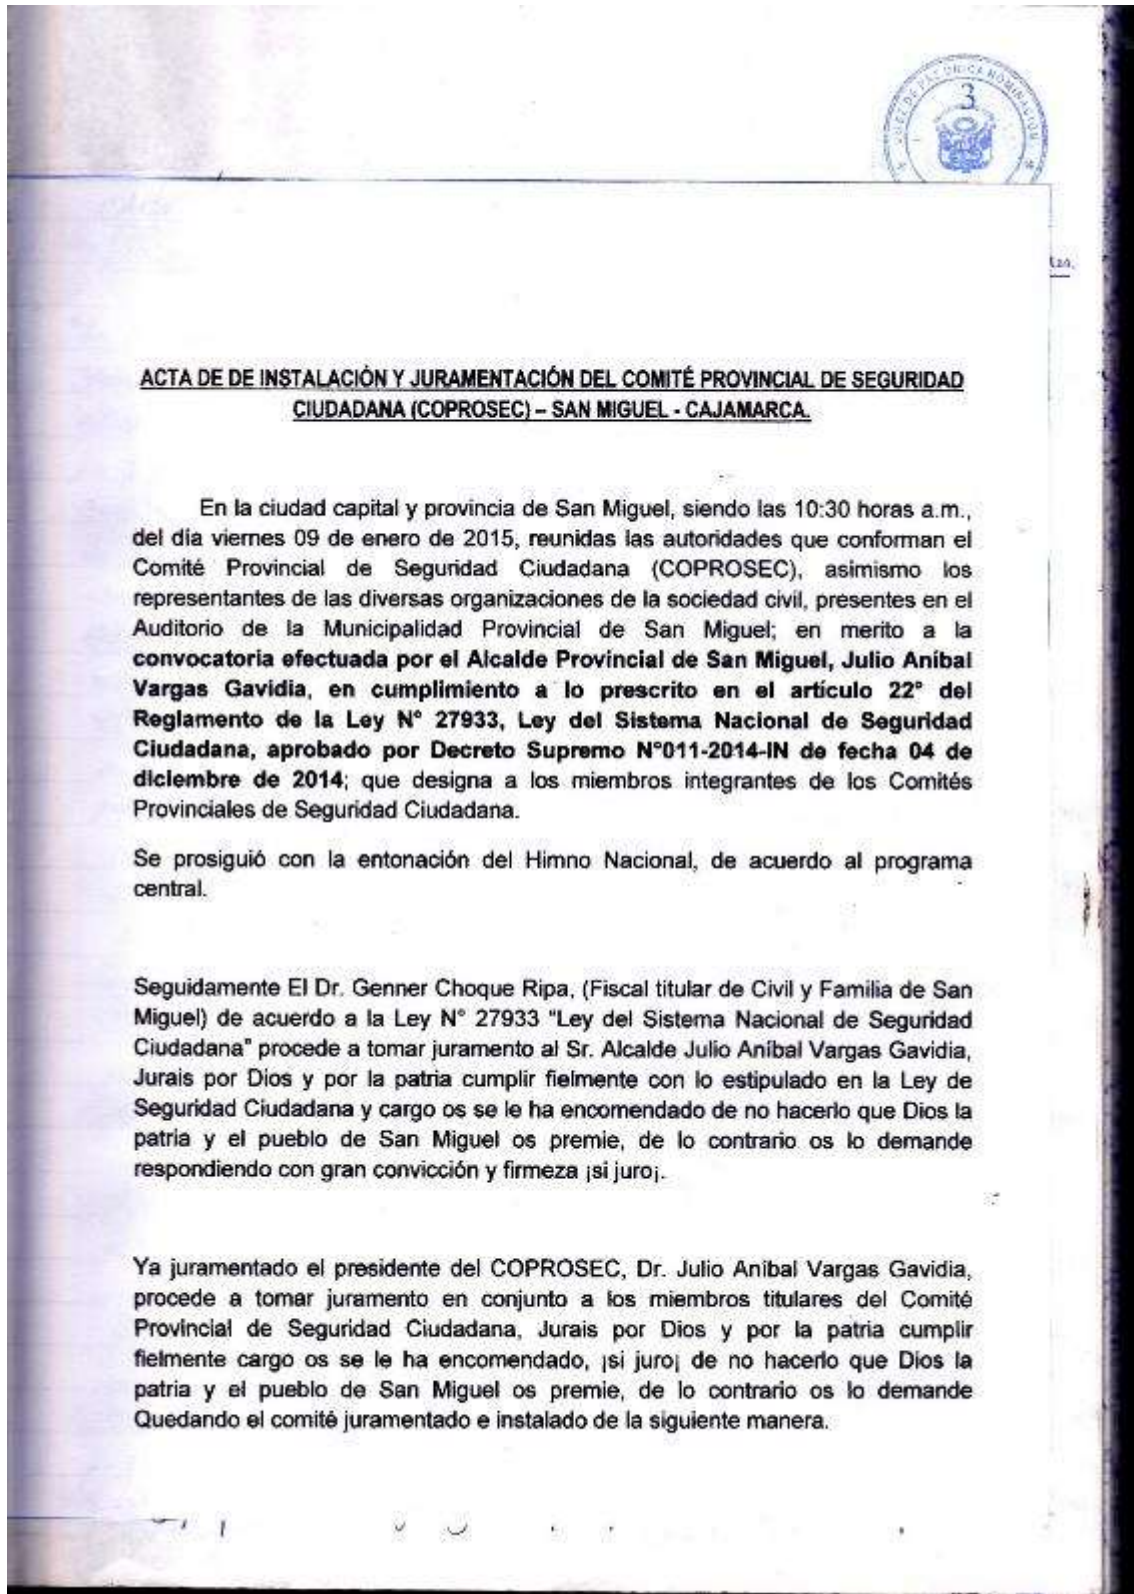 JUEZ DE PAZ UNICA NOMINACION
3
ACTA DE DE INSTALACIÓN Y JURAMENTACIÓN DEL COMITÉ PROVINCIAL DE SEGURIDAD
CIUDADANA (COPROSEC) – SAN MIGUEL - CAJAMARCA.
En la ciudad capital y provincia de San Miguel, siendo las 10:30 horas a.m.,
del día viernes 09 de enero de 2015, reunidas las autoridades que conforman el
Comité Provincial de Seguridad Ciudadana (COPROSEC), asimismo los
representantes de las diversas organizaciones de la sociedad civil, presentes en el
Auditorio de la Municipalidad Provincial de San Miguel; en merito a la
convocatoria efectuada por el Alcalde Provincial de San Miguel, Julio Aníbal
Vargas Gavidia, en cumplimiento a lo prescrito en el artículo 22° del
Reglamento de la Ley N° 27933, Ley del Sistema Nacional de Seguridad
Ciudadana, aprobado por Decreto Supremo N°011-2014-IN de fecha 04 de
diciembre de 2014; que designa a los miembros integrantes de los Comités
Provinciales de Seguridad Ciudadana.
Se prosiguió con la entonación del Himno Nacional, de acuerdo al programa
central.
Seguidamente El Dr. Genner Choque Ripa, (Fiscal titular de Civil y Familia de San
Miguel) de acuerdo a la Ley N° 27933 "Ley del Sistema Nacional de Seguridad
Ciudadana" procede a tomar juramento al Sr. Alcalde Julio Aníbal Vargas Gavidia,
Jurais por Dios y por la patria cumplir fielmente con lo estipulado en la Ley de
Seguridad Ciudadana y cargo os se le ha encomendado de no hacerlo que Dios la
patria y el pueblo de San Miguel os premie, de lo contrario os lo demande
respondiendo con gran convicción y firmeza ¡si juro¡.
Ya juramentado el presidente del COPROSEC, Dr. Julio Aníbal Vargas Gavidia,
procede a tomar juramento en conjunto a los miembros titulares del Comité
Provincial de Seguridad Ciudadana, Jurais por Dios y por la patria cumplir
fielmente cargo os se le ha encomendado, ¡si juro¡ de no hacerlo que Dios la
patria y el pueblo de San Miguel os premie, de lo contrario os lo demande
Quedando el comité juramentado e instalado de la siguiente manera.